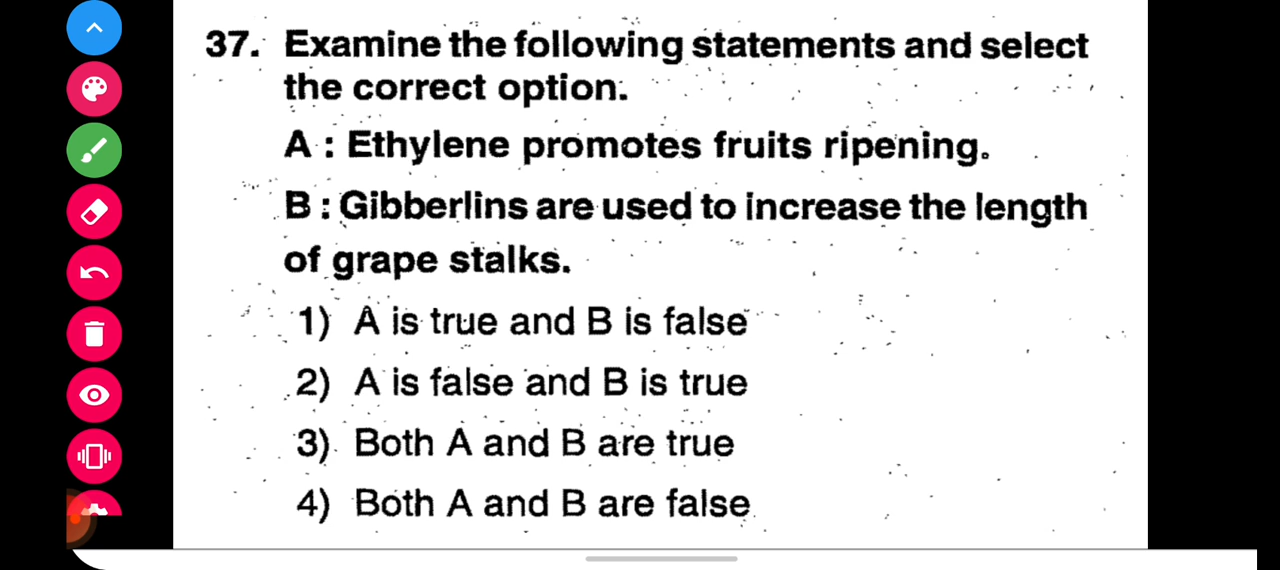 37. Examine the following statements and select
the correct option.
A : Ethylene promotes fruits ripening.
B : Gibberlins are used to increase the length
of grape stalks.
1) A is true and B is false
2) A is false and B is true
3) Both A and B are true
4) Both A and B are false